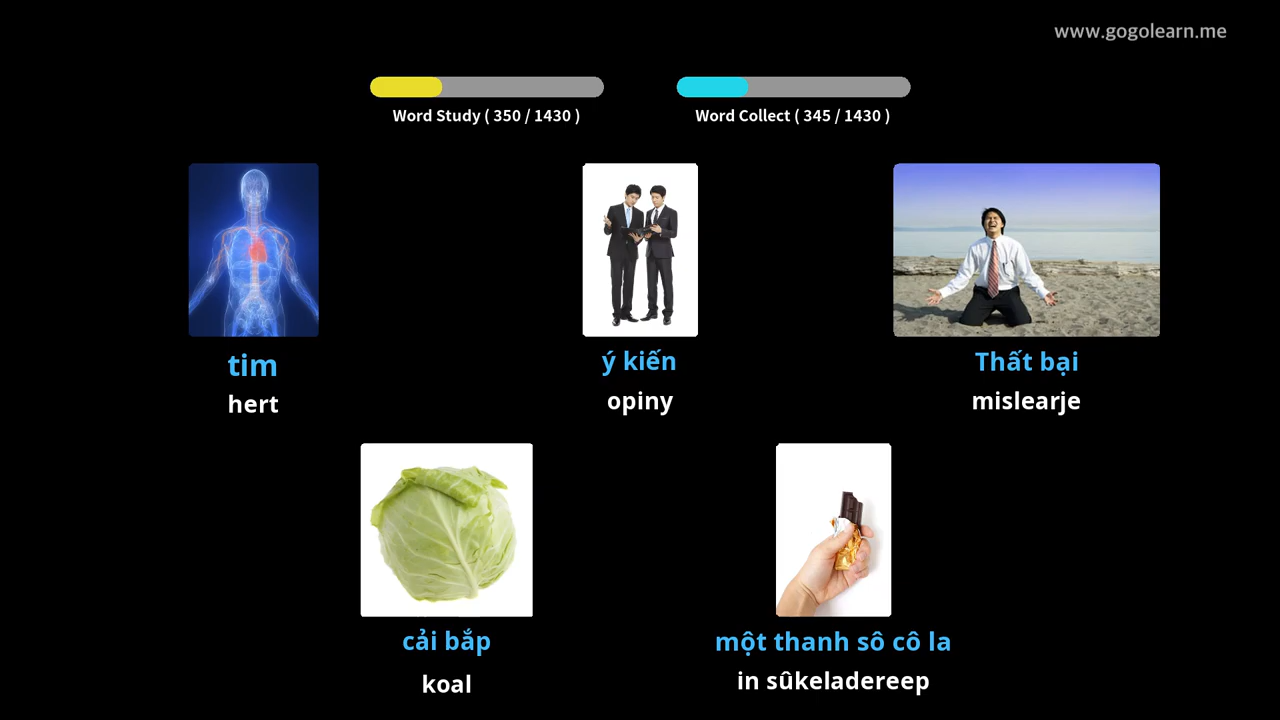 www.gogolearn.me
Word Study ( 350 / 1430 )
Word Collect ( 345 / 1430 )
tim
hert
ý kiến
opiny
Thất bại
mislearje
cải bắp
koal
một thanh sô cô la
in sûkeladereep